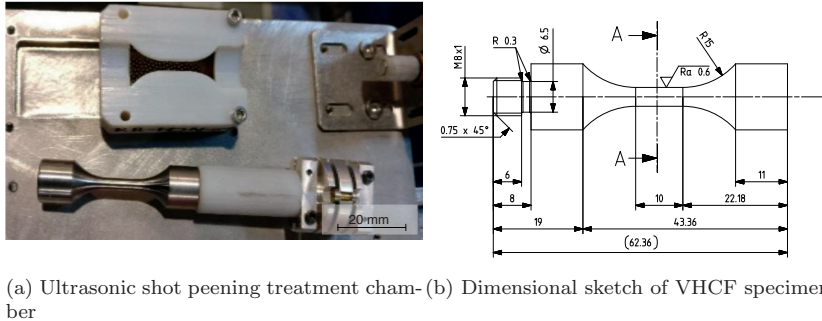 20 mm
A
R 0.3
Ø 6.5
R15
M8x1
Ra 0.6
0.75 x 45°
A
6
10
11
8
22.18
19
43.36
(62.36)
(a) Ultrasonic shot peening treatment cham-
ber
(b) Dimensional sketch of VHCF specimen